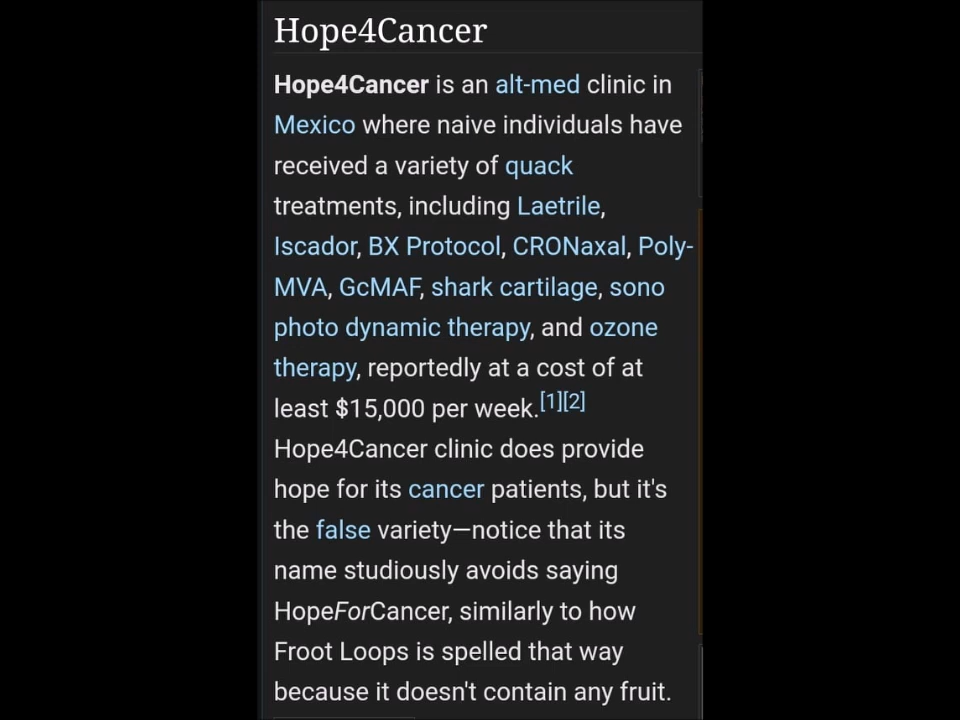 Hope4Cancer
Hope4Cancer is an alt-med clinic in
Mexico where naive individuals have
received a variety of quack
treatments, including Laetrile,
Iscador, BX Protocol, CRONaxal, Poly-
MVA, GcMAF, shark cartilage, sono
photo dynamic therapy, and ozone
therapy, reportedly at a cost of at
least $15,000 per week.[1][2]
Hope4Cancer clinic does provide
hope for its cancer patients, but it's
the false variety—notice that its
name studiously avoids saying
HopeForCancer, similarly to how
Froot Loops is spelled that way
because it doesn't contain any fruit.